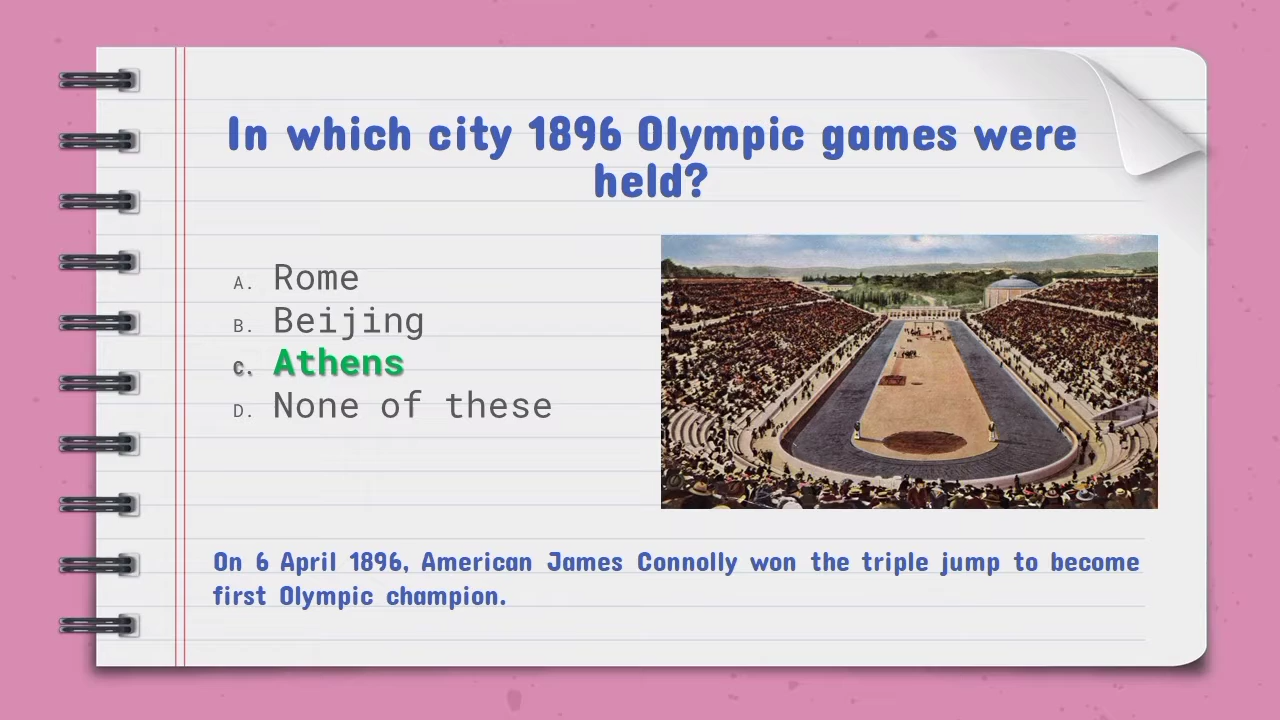 In which city 1896 Olympic games were
held?
A. Rome
B. Beijing
C. Athens
D. None of these
On 6 April 1896, American James Connolly won the triple jump to become
first Olympic champion.